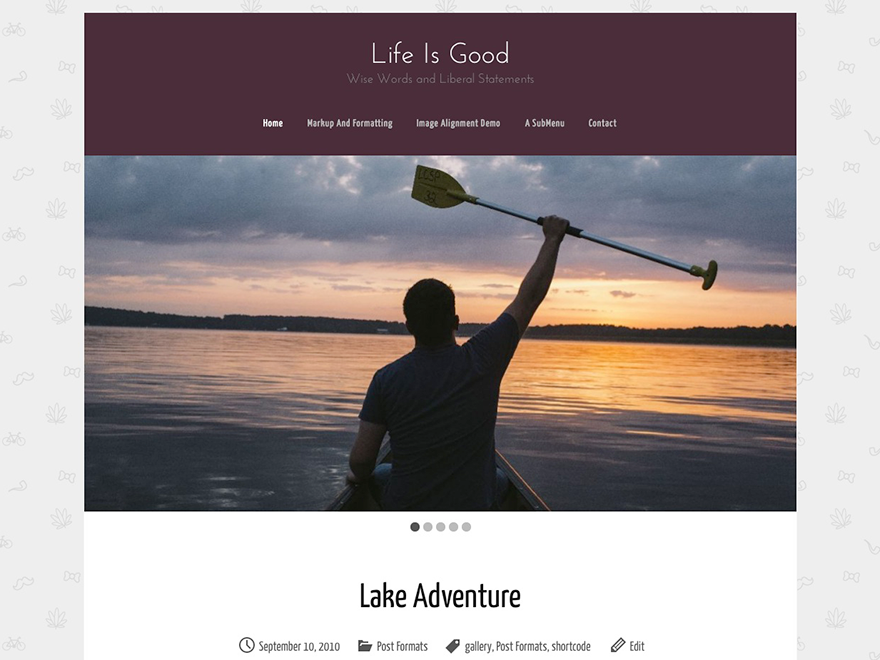 Life Is Good
Wise Words and Liberal Statements
Home Markup And Formatting Image Alignment Demo A SubMenu Contact
Lake Adventure
September 10, 2010 Post Formats gallery, Post Formats, shortcode Edit